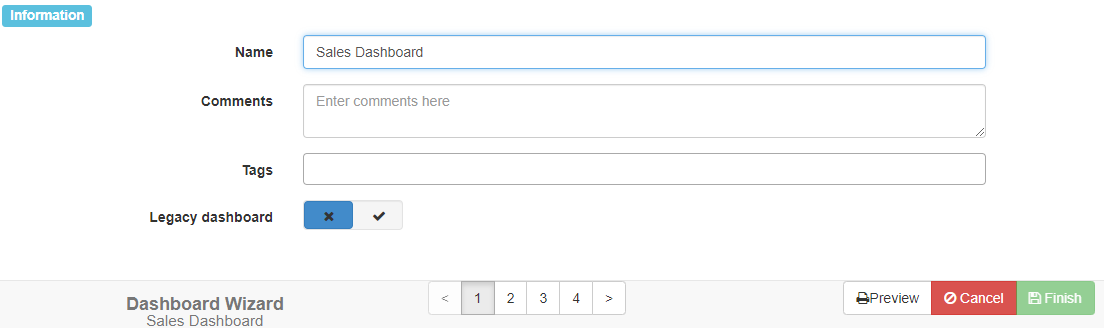 Information
Name
Sales Dashboard
Comments
Enter comments here
Tags
Legacy dashboard
Dashboard Wizard
Sales Dashboard
< 1 2 3 4 >
Preview Cancel Finish